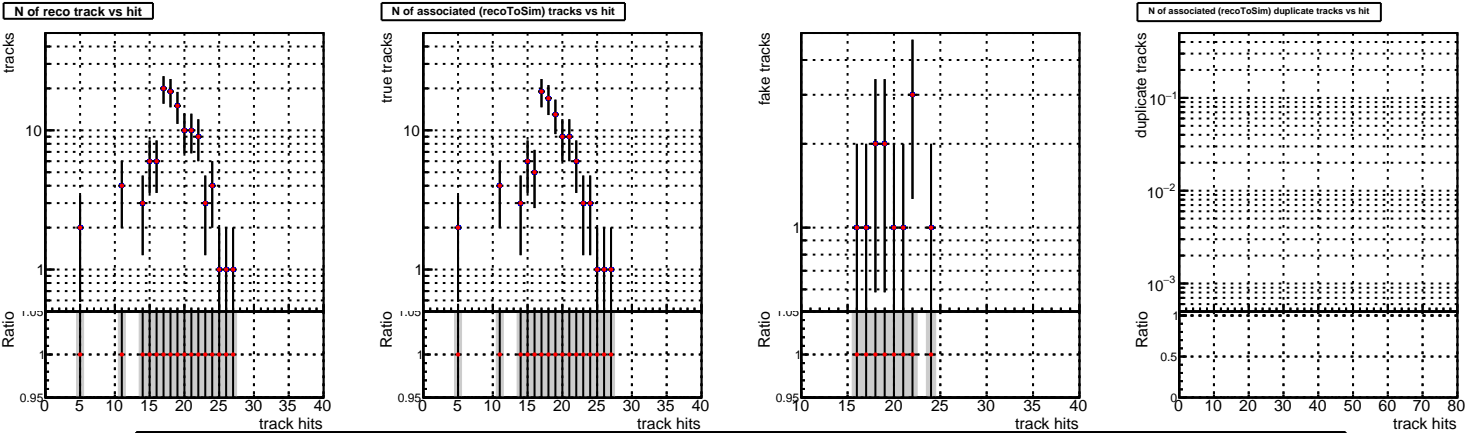 N of reco track vs hit
tracks
10
1
1.05
Ratio
1
0.95
0 5 10 15 20 25 30 35 40
track hits
N of associated (recoToSim) tracks vs hit
true tracks
10
1
1.05
Ratio
1
0.95
0 5 10 15 20 25 30 35 40
track hits
fake tracks
1
1.05
Ratio
1
0.95
10 15 20 25 30 35 40
track hits
N of associated (recoToSim) duplicate tracks vs hit
duplicate tracks
10⁻¹
10⁻²
10⁻³
Ratio
1
0.5
0
0 10 20 30 40 50 60 70 80
track hits